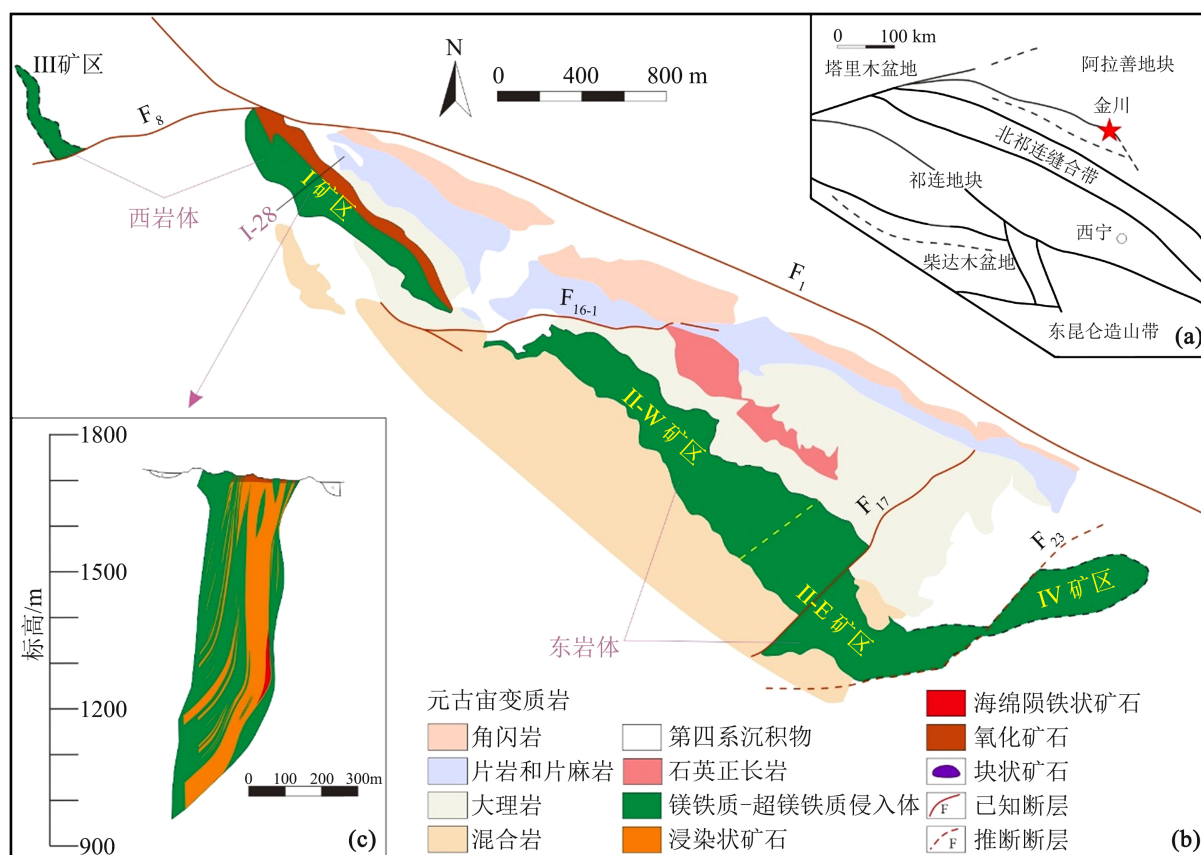 III矿区
F8
N
0 400 800 m
I 矿区
西岩体
I-28
F1
F16-1
II-W 矿区
F17
F23
II-E 矿区
IV 矿区
东岩体
0 100 km
塔里木盆地
阿拉善地块
金川
北祁连缝合带
祁连地块
西宁
柴达木盆地
东昆仑造山带
(a)
1800
1500
1200
900
标高/m
0 100 200 300m
(c)
元古宙变质岩
角闪岩
片岩和片麻岩
大理岩
混合岩
第四系沉积物
石英正长岩
镁铁质-超镁铁质侵入体
浸染状矿石
海绵陨铁状矿石
氧化矿石
块状矿石
F 已知断层
F 推断断层
(b)